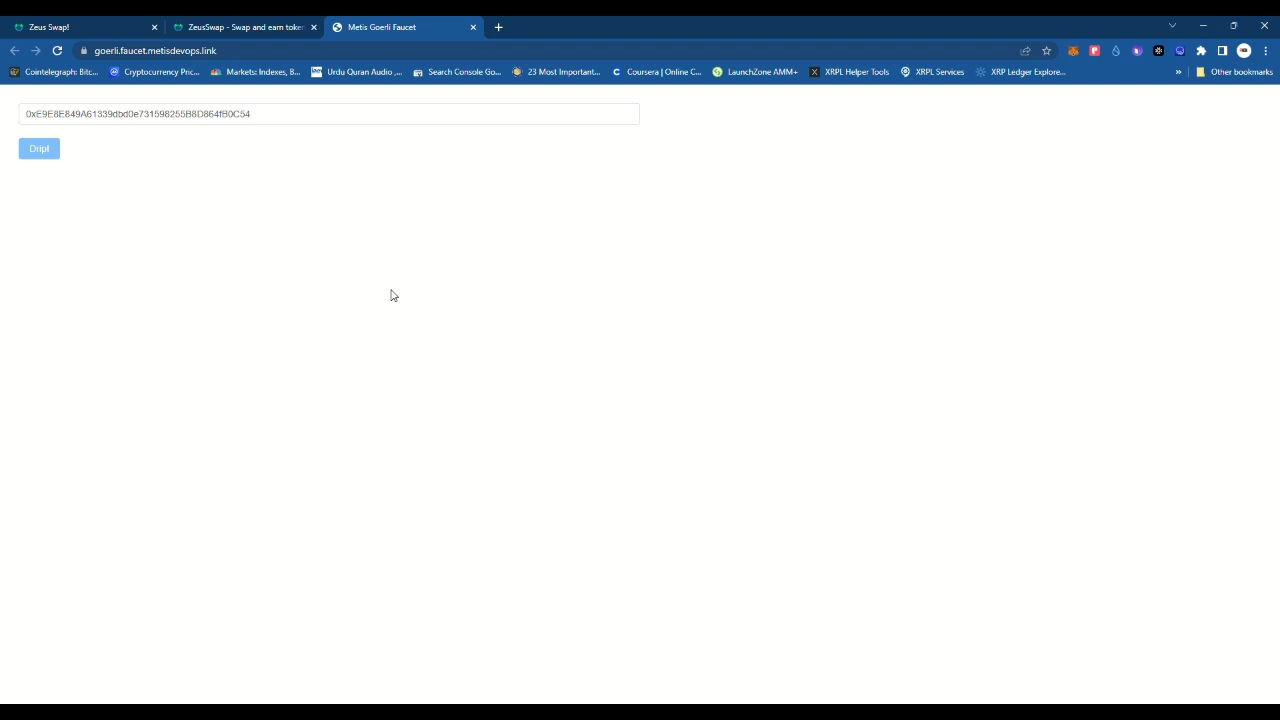 Zeus Swap!
ZeusSwap - Swap and earn token
Metis Goerli Faucet
goerli.faucet.metisdevops.link
Cointelegraph: Bitc...
Cryptocurrency Pric...
Markets: Indexes, B...
Urdu Quran Audio ,...
Search Console Go...
23 Most Important...
Coursera | Online C...
LaunchZone AMM+
XRPL Helper Tools
XRPL Services
XRP Ledger Explore...
»
Other bookmarks
0xE9E8E849A61339dbd0e731598255B8D864fB0C54
Drip!